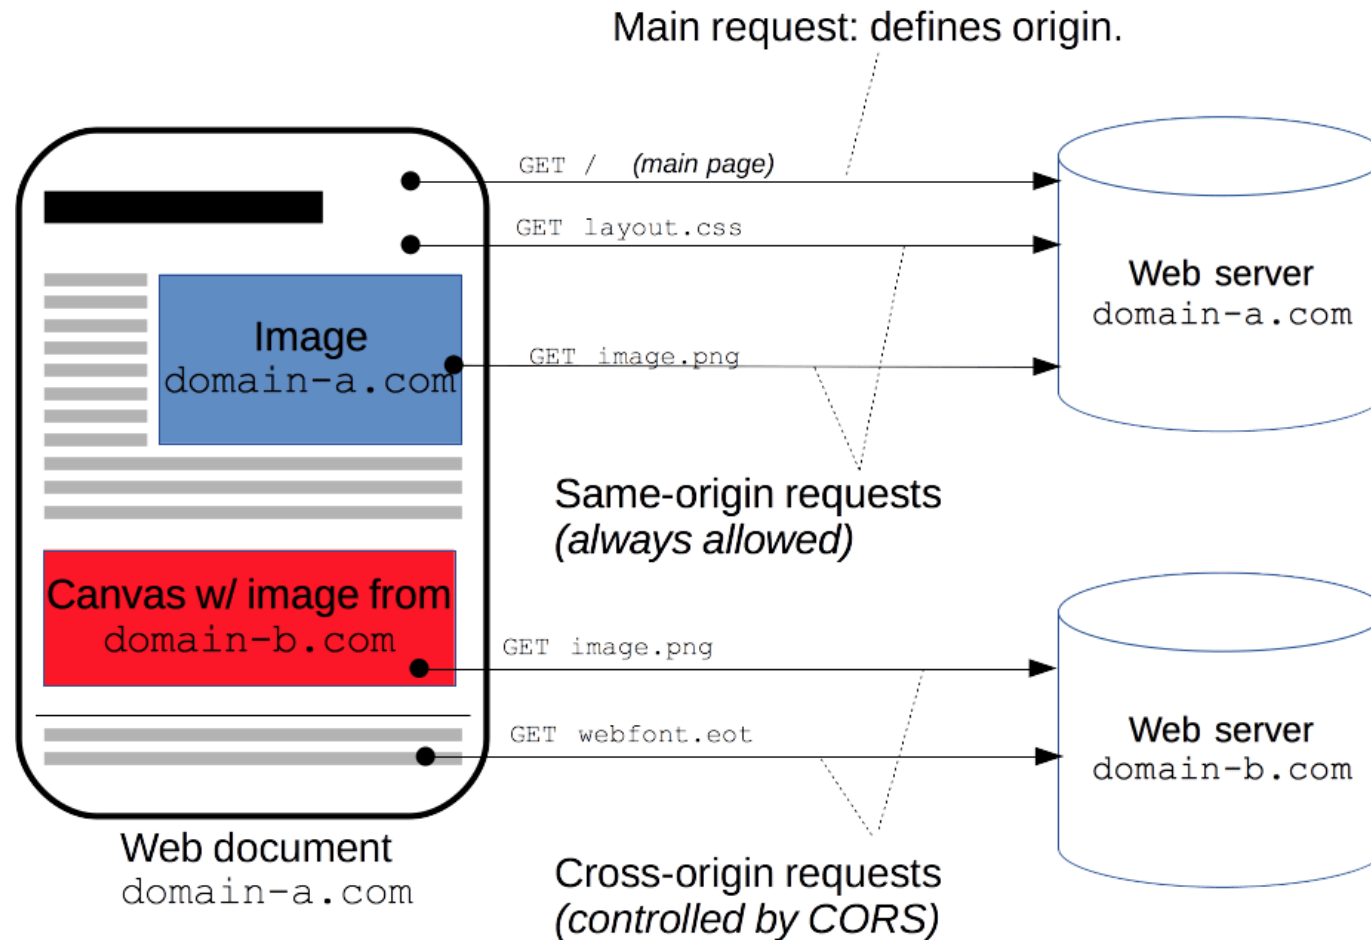 Main request: defines origin.
GET / (main page)
GET layout.css
Image
domain-a.com
GET image.png
Web server
domain-a.com
Same-origin requests
(always allowed)
Canvas w/ image from
domain-b.com
GET image.png
GET webfont.eot
Web server
domain-b.com
Web document
domain-a.com
Cross-origin requests
(controlled by CORS)